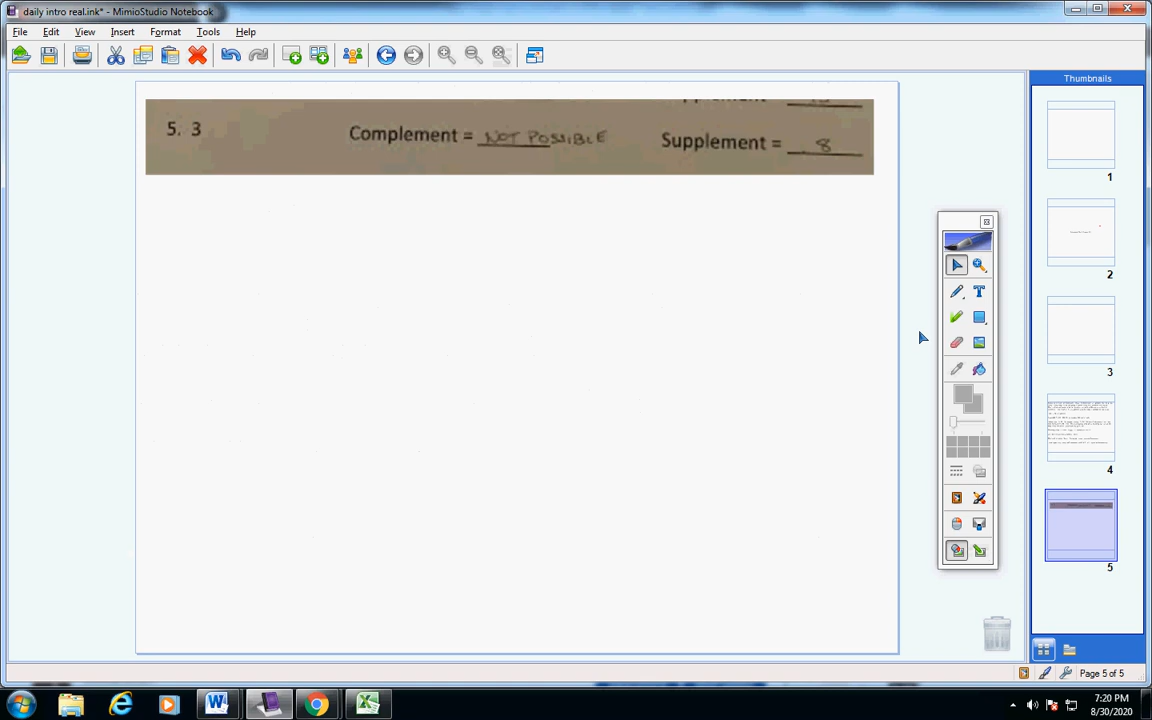 daily intro real.ink* - MimioStudio Notebook
File Edit View Insert Format Tools Help
Thumbnails
5. 3 Complement = NOT POSSIBLE Supplement = 8
1
2
3
4
5
T
Page 5 of 5
7:20 PM
8/30/2020